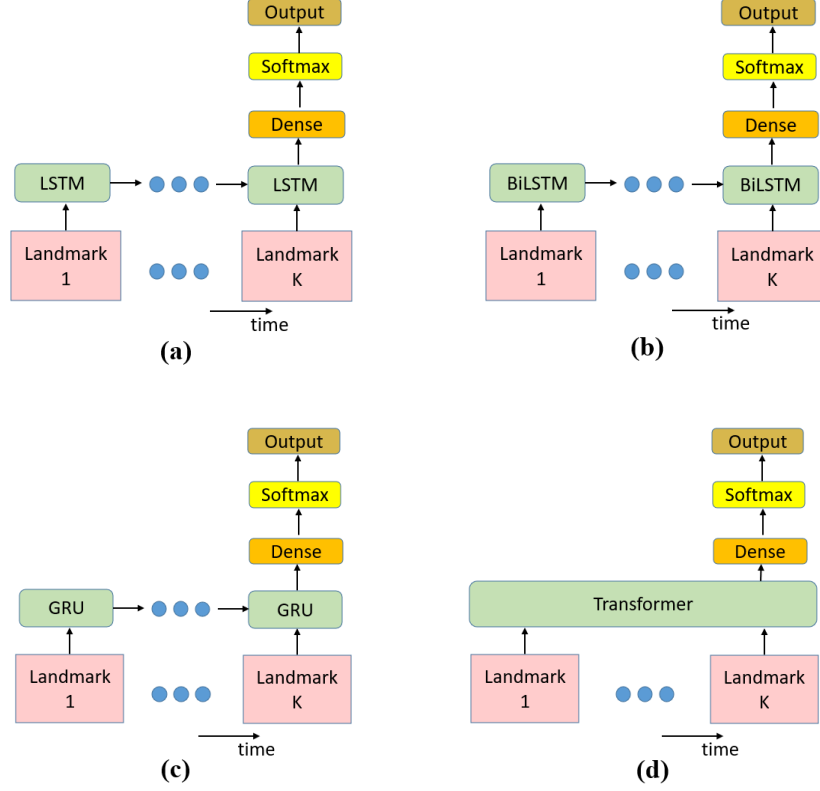 Output
Softmax
Dense
LSTM
LSTM
Landmark
1
Landmark
K
time
(a)
Output
Softmax
Dense
BiLSTM
BiLSTM
Landmark
1
Landmark
K
time
(b)
Output
Softmax
Dense
GRU
GRU
Landmark
1
Landmark
K
time
(c)
Output
Softmax
Dense
Transformer
Landmark
1
Landmark
K
time
(d)